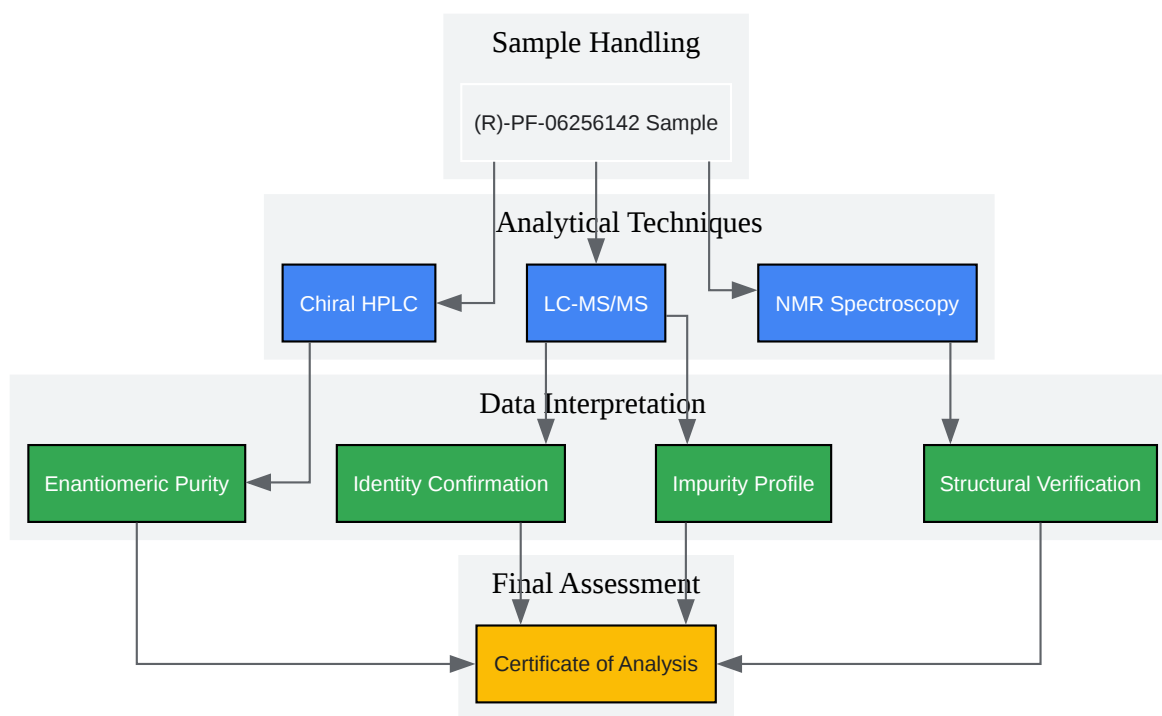 Sample Handling
(R)-PF-06256142 Sample
Analytical Techniques
Chiral HPLC
LC-MS/MS
NMR Spectroscopy
Data Interpretation
Enantiomeric Purity
Identity Confirmation
Impurity Profile
Structural Verification
Final Assessment
Certificate of Analysis